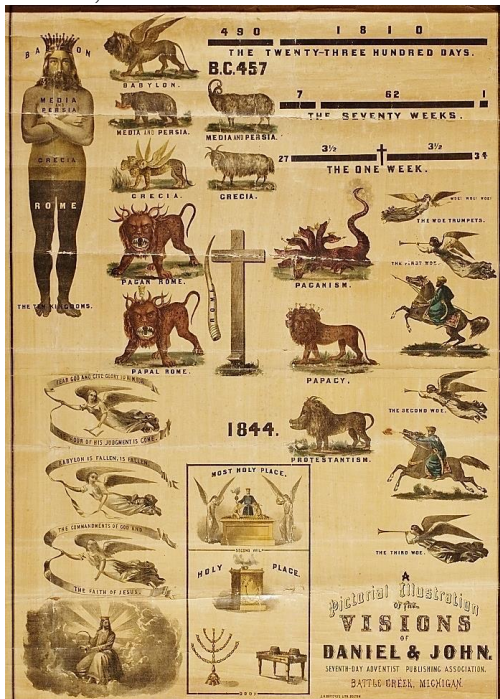 BABYLON
MEDIA
AND
PERSIA
GRECIA
ROME
THE TEN KINGDOMS.
BABYLON.
MEDIA AND PERSIA.
MEDIA AND PERSIA.
GRECIA.
GRECIA.
PAGAN ROME.
PAPAL ROME.
ROME
490 1810
THE TWENTY-THREE HUNDRED DAYS.
B.C.457
7 62 1
THE SEVENTY WEEKS.
27 3½ 3½ 34
THE ONE WEEK.
WOE! WOE! WOE!
THE WOE TRUMPETS.
THE FIRST WOE.
PAGANISM.
PAPACY.
THE SECOND WOE.
PROTESTANTISM.
THE THIRD WOE.
FEAR GOD AND GIVE GLORY TO HIM
HOUR OF HIS JUDGMENT IS COME.
BABYLON IS FALLEN, IS FALLEN
THE COMMANDMENTS OF GOD AND
THE FAITH OF JESUS.
1844.
MOST HOLY PLACE.
SECOND VEIL
HOLY PLACE.
DOOR
A
Pictorial Illustration
OF THE
VISIONS
OF
DANIEL & JOHN.
SEVENTH-DAY ADVENTIST PUBLISHING ASSOCIATION.
BATTLE CREEK, MICHIGAN.